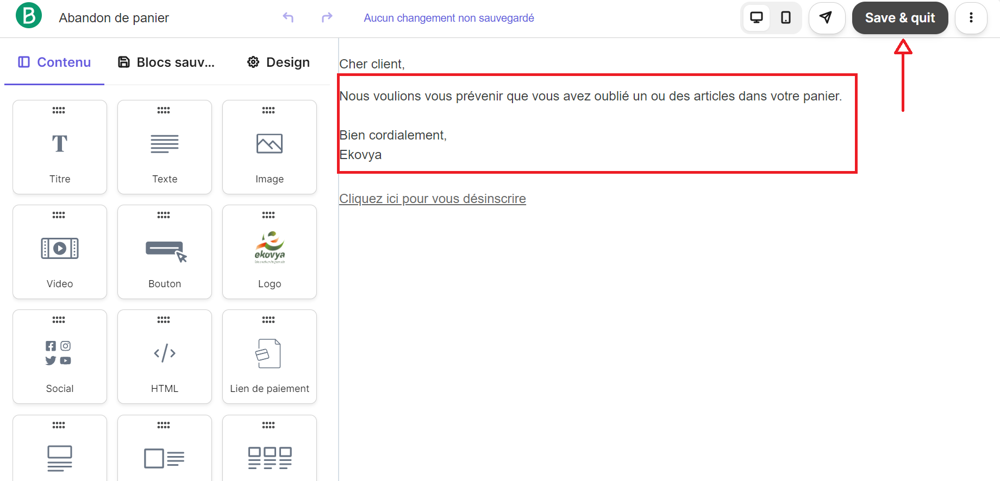 B
Abandon de panier
Aucun changement non sauvegardé
Save & quit
Contenu
Blocs sauv...
Design
Cher client,
Nous voulions vous prévenir que vous avez oublié un ou des articles dans votre panier.
Bien cordialement,
Ekovya
Cliquez ici pour vous désinscrire
T
Titre
Texte
Image
Video
Bouton
ekovya
Logo
Social
</>
HTML
Lien de paiement